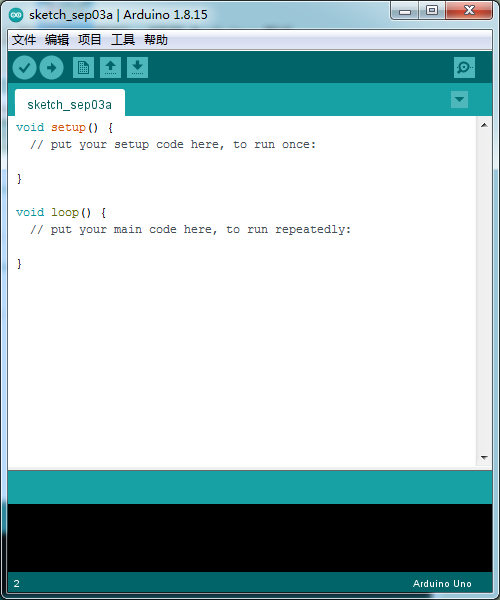 sketch_sep03a | Arduino 1.8.15
文件 编辑 项目 工具 帮助
sketch_sep03a
void setup() {
  // put your setup code here, to run once:
}
void loop() {
  // put your main code here, to run repeatedly:
}
2 Arduino Uno